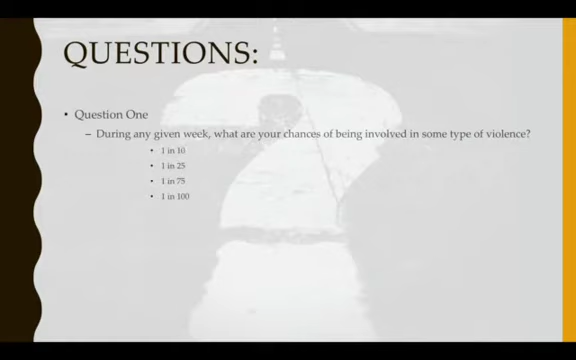 QUESTIONS:
• Question One
– During any given week, what are your chances of being involved in some type of violence?
• 1 in 10
• 1 in 25
• 1 in 75
• 1 in 100